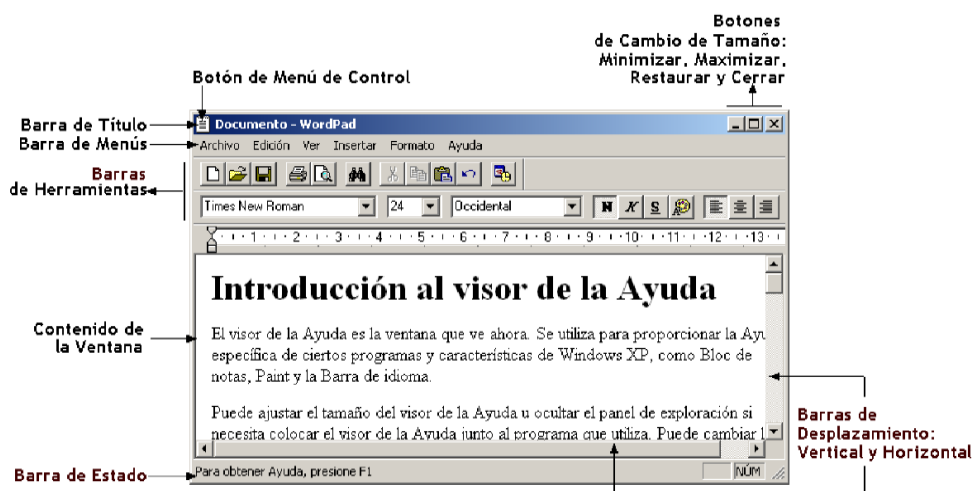 Botones
de Cambio de Tamaño:
Minimizar, Maximizar,
Restaurar y Cerrar
Botón de Menú de Control
Barra de Título
Documento - WordPad
Barra de Menús
Archivo Edición Ver Insertar Formato Ayuda
Barras
de Herramientas
Times New Roman 24 Occidental N K S
1 2 3 4 5 6 7 8 9 10 11 12 13
Introducción al visor de la Ayuda
Contenido de
la Ventana
El visor de la Ayuda es la ventana que ve ahora. Se utiliza para proporcionar la Ayu
específica de ciertos programas y características de Windows XP, como Bloc de
notas, Paint y la Barra de idioma.
Puede ajustar el tamaño del visor de la Ayuda u ocultar el panel de exploración si
necesita colocar el visor de la Ayuda junto al programa que utiliza. Puede cambiar l
Barras de
Desplazamiento:
Vertical y Horizontal
Barra de Estado
Para obtener Ayuda, presione F1 NÚM